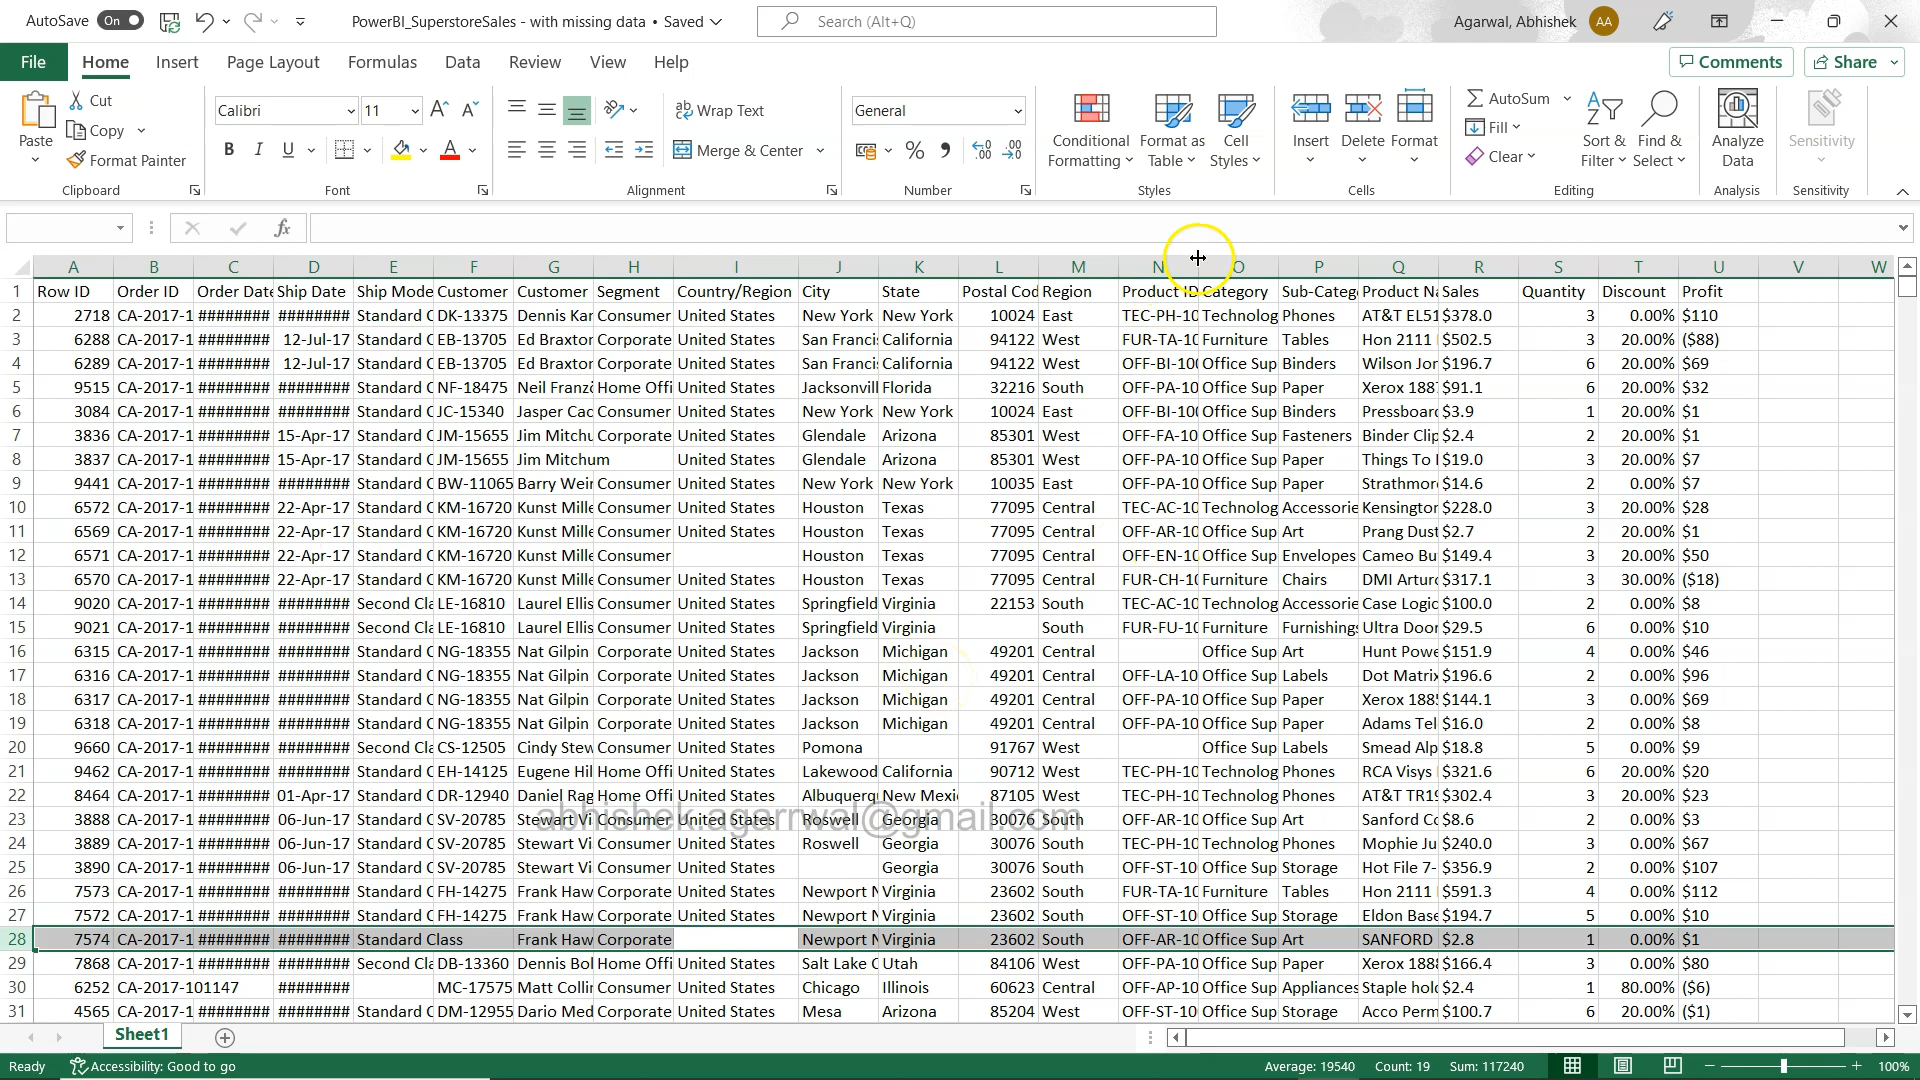 AutoSave On PowerBI_SuperstoreSales - with missing data • Saved Search (Alt+Q) Agarwal, Abhishek AA
File Home Insert Page Layout Formulas Data Review View Help Comments Share
Paste Cut Copy Format Painter Clipboard
Calibri 11 B I U A Font
Wrap Text Merge & Center Alignment
General % Number
Conditional Formatting Format as Table Cell Styles Styles
Insert Delete Format Cells
AutoSum Fill Clear Sort & Filter Find & Select Editing
Analyze Data Analysis
Sensitivity Sensitivity
fx
A B C D E F G H I J K L M N O P Q R S T U V W
1 Row ID Order ID Order Date Ship Date Ship Mode Customer Customer Segment Country/Region City State Postal Cod Region Product ID Category Sub-Categ Product Na Sales Quantity Discount Profit
2 2718 CA-2017-1 ######## ######## Standard C DK-13375 Dennis Kar Consumer United States New York New York 10024 East TEC-PH-10 Technolog Phones AT&T EL51 $378.0 3 0.00% $110
3 6288 CA-2017-1 ######## 12-Jul-17 Standard C EB-13705 Ed Braxtor Corporate United States San Franci California 94122 West FUR-TA-10 Furniture Tables Hon 2111 $502.5 3 20.00% ($88)
4 6289 CA-2017-1 ######## 12-Jul-17 Standard C EB-13705 Ed Braxtor Corporate United States San Franci California 94122 West OFF-BI-100 Office Sup Binders Wilson Jor $196.7 6 20.00% $69
5 9515 CA-2017-1 ######## ######## Standard C NF-18475 Neil Franz Home Offi United States Jacksonvill Florida 32216 South OFF-PA-10 Office Sup Paper Xerox 188 $91.1 6 20.00% $32
6 3084 CA-2017-1 ######## ######## Standard C JC-15340 Jasper Cac Consumer United States New York New York 10024 East OFF-BI-100 Office Sup Binders Pressboard $3.9 1 20.00% $1
7 3836 CA-2017-1 ######## 15-Apr-17 Standard C JM-15655 Jim Mitchu Corporate United States Glendale Arizona 85301 West OFF-FA-10 Office Sup Fasteners Binder Clip $2.4 2 20.00% $1
8 3837 CA-2017-1 ######## 15-Apr-17 Standard C JM-15655 Jim Mitchum United States Glendale Arizona 85301 West OFF-PA-10 Office Sup Paper Things To $19.0 3 20.00% $7
9 9441 CA-2017-1 ######## ######## Standard C BW-11065 Barry Wein Consumer United States New York New York 10035 East OFF-PA-10 Office Sup Paper Strathmor $14.6 2 0.00% $7
10 6572 CA-2017-1 ######## 22-Apr-17 Standard C KM-16720 Kunst Mille Consumer United States Houston Texas 77095 Central TEC-AC-10 Technolog Accessorie Kensington $228.0 3 20.00% $28
11 6569 CA-2017-1 ######## 22-Apr-17 Standard C KM-16720 Kunst Mille Consumer United States Houston Texas 77095 Central OFF-AR-10 Office Sup Art Prang Dust $2.7 2 20.00% $1
12 6571 CA-2017-1 ######## 22-Apr-17 Standard C KM-16720 Kunst Mille Consumer Houston Texas 77095 Central OFF-EN-10 Office Sup Envelopes Cameo Bu $149.4 3 20.00% $50
13 6570 CA-2017-1 ######## 22-Apr-17 Standard C KM-16720 Kunst Mille Consumer United States Houston Texas 77095 Central FUR-CH-10 Furniture Chairs DMI Arturo $317.1 3 30.00% ($18)
14 9020 CA-2017-1 ######## ######## Second Cla LE-16810 Laurel Ellis Consumer United States Springfield Virginia 22153 South TEC-AC-10 Technolog Accessorie Case Logic $100.0 2 0.00% $8
15 9021 CA-2017-1 ######## ######## Second Cla LE-16810 Laurel Ellis Consumer United States Springfield Virginia South FUR-FU-10 Furniture Furnishings Ultra Door $29.5 6 0.00% $10
16 6315 CA-2017-1 ######## ######## Standard C NG-18355 Nat Gilpin Corporate United States Jackson Michigan 49201 Central Office Sup Art Hunt Powe $151.9 4 0.00% $46
17 6316 CA-2017-1 ######## ######## Standard C NG-18355 Nat Gilpin Corporate United States Jackson Michigan 49201 Central OFF-LA-10 Office Sup Labels Dot Matrix $196.6 2 0.00% $96
18 6317 CA-2017-1 ######## ######## Standard C NG-18355 Nat Gilpin Corporate United States Jackson Michigan 49201 Central OFF-PA-10 Office Sup Paper Xerox 188 $144.1 3 0.00% $69
19 6318 CA-2017-1 ######## ######## Standard C NG-18355 Nat Gilpin Corporate United States Jackson Michigan 49201 Central OFF-PA-10 Office Sup Paper Adams Tel $16.0 2 0.00% $8
20 9660 CA-2017-1 ######## ######## Second Cla CS-12505 Cindy Stew Consumer United States Pomona 91767 West Office Sup Labels Smead Alp $18.8 5 0.00% $9
21 9462 CA-2017-1 ######## ######## Standard C EH-14125 Eugene Hil Home Offi United States Lakewood California 90712 West TEC-PH-10 Technolog Phones RCA Visys $321.6 6 20.00% $20
22 8464 CA-2017-1 ######## 01-Apr-17 Standard C DR-12940 Daniel Rag Home Offi United States Albuquerq New Mexi 87105 West TEC-PH-10 Technolog Phones AT&T TR19 $302.4 3 20.00% $23
abhishek.agarrwal@gmail.com
23 3888 CA-2017-1 ######## 06-Jun-17 Standard C SV-20785 Stewart Vi Consumer United States Roswell Georgia 30076 South OFF-AR-10 Office Sup Art Sanford Co $8.6 2 0.00% $3
24 3889 CA-2017-1 ######## 06-Jun-17 Standard C SV-20785 Stewart Vi Consumer United States Roswell Georgia 30076 South TEC-PH-10 Technolog Phones Mophie Ju $240.0 3 0.00% $67
25 3890 CA-2017-1 ######## 06-Jun-17 Standard C SV-20785 Stewart Vi Consumer United States Georgia 30076 South OFF-ST-10 Office Sup Storage Hot File 7- $356.9 2 0.00% $107
26 7573 CA-2017-1 ######## ######## Standard C FH-14275 Frank Haw Corporate United States Newport N Virginia 23602 South FUR-TA-10 Furniture Tables Hon 2111 $591.3 4 0.00% $112
27 7572 CA-2017-1 ######## ######## Standard C FH-14275 Frank Haw Corporate United States Newport N Virginia 23602 South OFF-ST-10 Office Sup Storage Eldon Base $194.7 5 0.00% $10
28 7574 CA-2017-1 ######## ######## Standard Class Frank Haw Corporate Newport N Virginia 23602 South OFF-AR-10 Office Sup Art SANFORD $2.8 1 0.00% $1
29 7868 CA-2017-1 ######## ######## Second Cla DB-13360 Dennis Bol Home Offi United States Salt Lake C Utah 84106 West OFF-PA-10 Office Sup Paper Xerox 188 $166.4 3 0.00% $80
30 6252 CA-2017-101147 ######## MC-17575 Matt Collin Consumer United States Chicago Illinois 60623 Central OFF-AP-10 Office Sup Appliances Staple hold $2.4 1 80.00% ($6)
31 4565 CA-2017-1 ######## ######## Standard C DM-12955 Dario Med Corporate United States Mesa Arizona 85204 West OFF-ST-10 Office Sup Storage Acco Perm $100.7 6 20.00% ($1)
Sheet1
Ready Accessibility: Good to go Average: 19540 Count: 19 Sum: 117240 100%